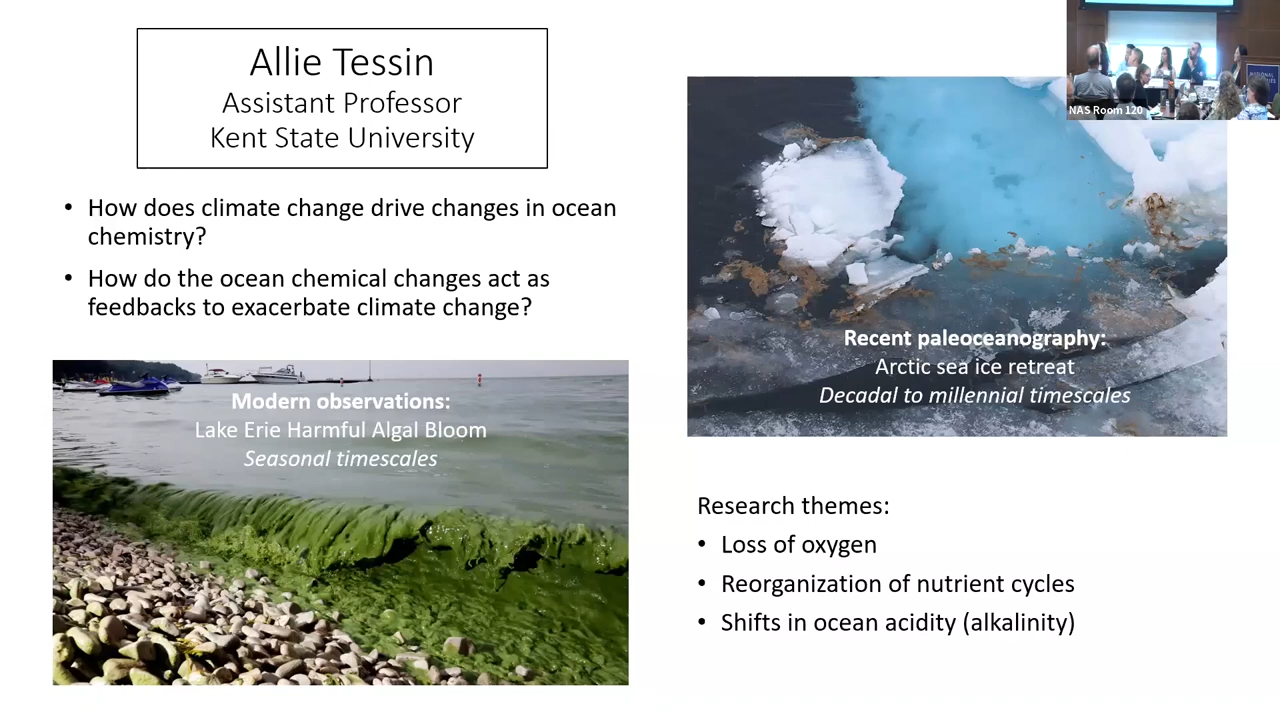 Allie Tessin
Assistant Professor
Kent State University
• How does climate change drive changes in ocean
chemistry?
• How do the ocean chemical changes act as
feedbacks to exacerbate climate change?
Modern observations:
Lake Erie Harmful Algal Bloom
Seasonal timescales
NAS Room 120
Recent paleoceanography:
Arctic sea ice retreat
Decadal to millennial timescales
Research themes:
• Loss of oxygen
• Reorganization of nutrient cycles
• Shifts in ocean acidity (alkalinity)